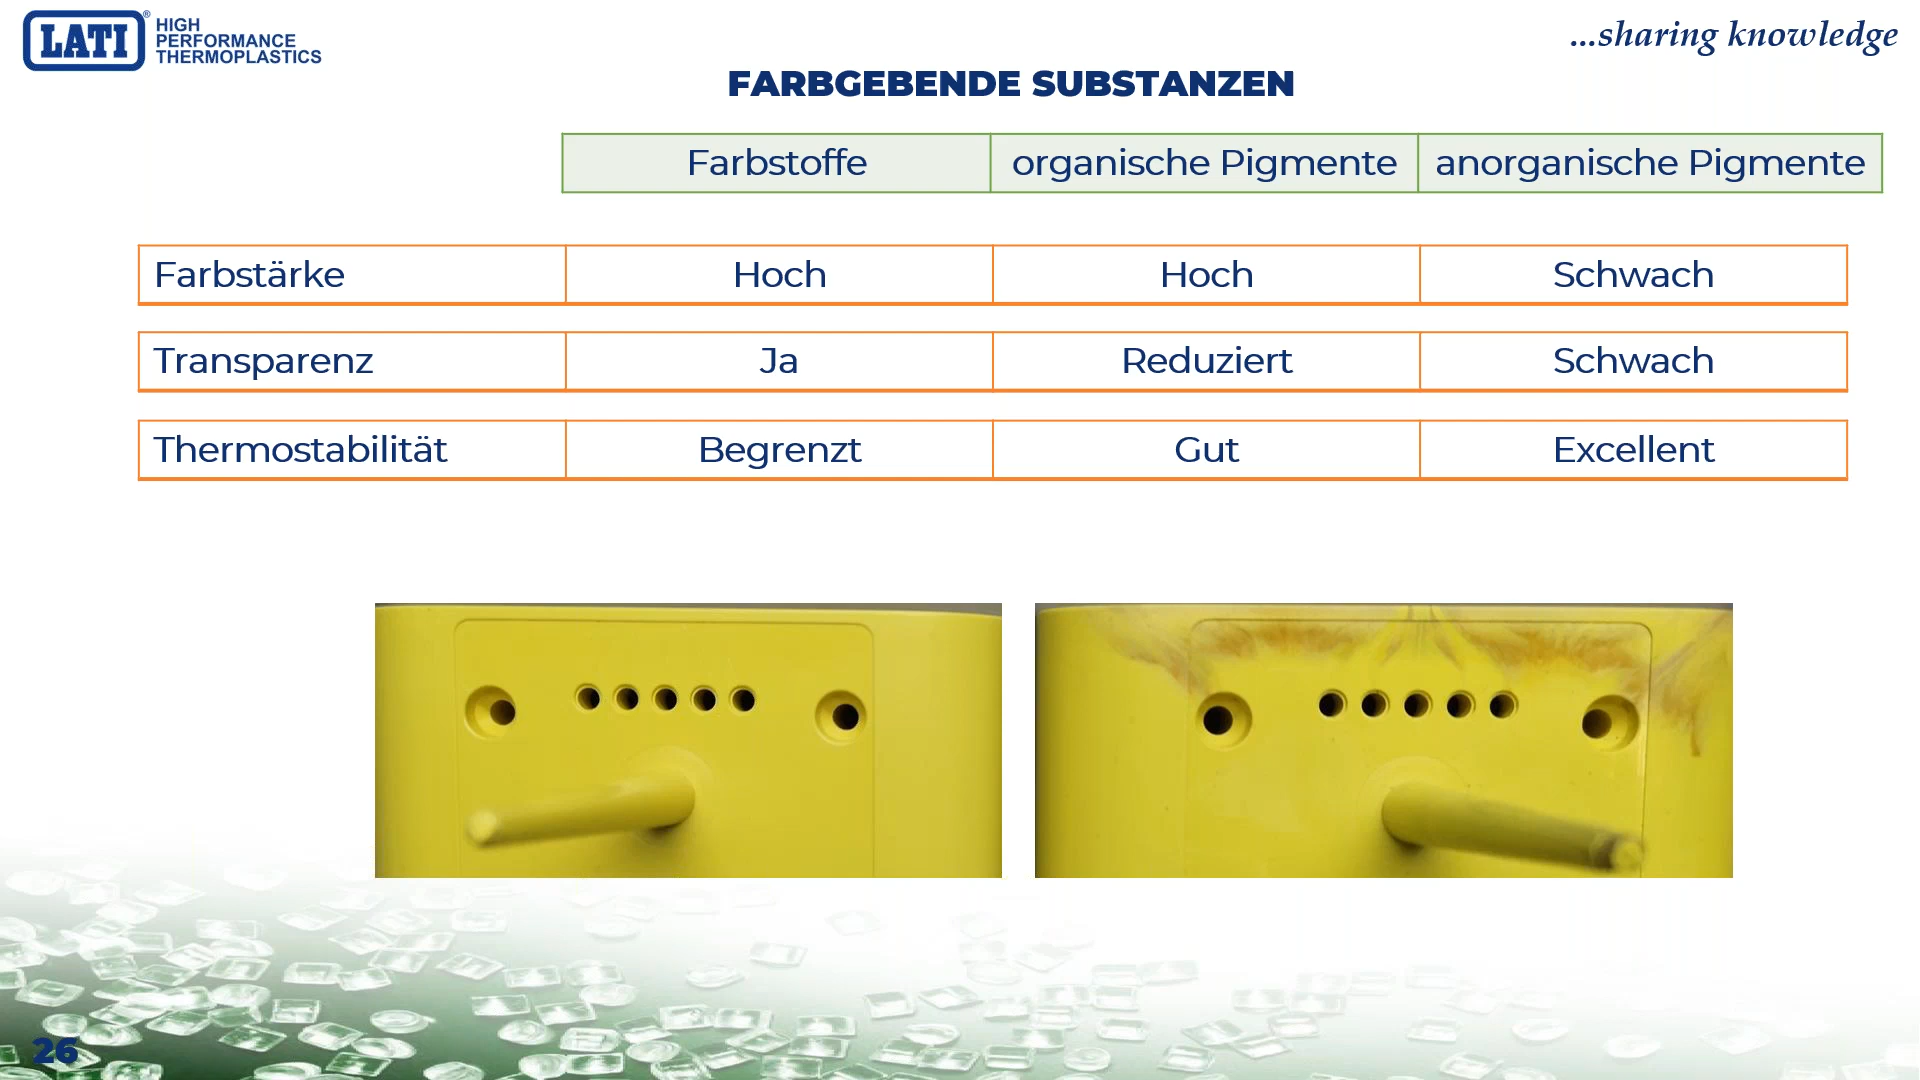 LATI®
HIGH
PERFORMANCE
THERMOPLASTICS
...sharing knowledge
FARBGEBENDE SUBSTANZEN
Farbstoffe organische Pigmente anorganische Pigmente
Farbstärke Hoch Hoch Schwach
Transparenz Ja Reduziert Schwach
Thermostabilität Begrenzt Gut Excellent
26